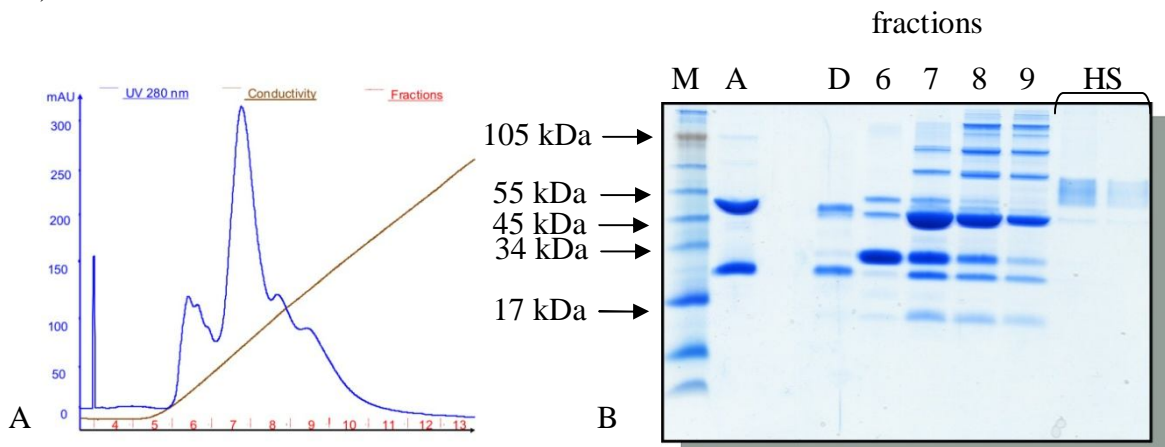 fractions
M A D 6 7 8 9 HS
mAU UV 280 nm Conductivity Fractions
300
250
200
150
100
50
0
4 5 6 7 8 9 10 11 12 13
105 kDa
55 kDa
45 kDa
34 kDa
17 kDa
A
B